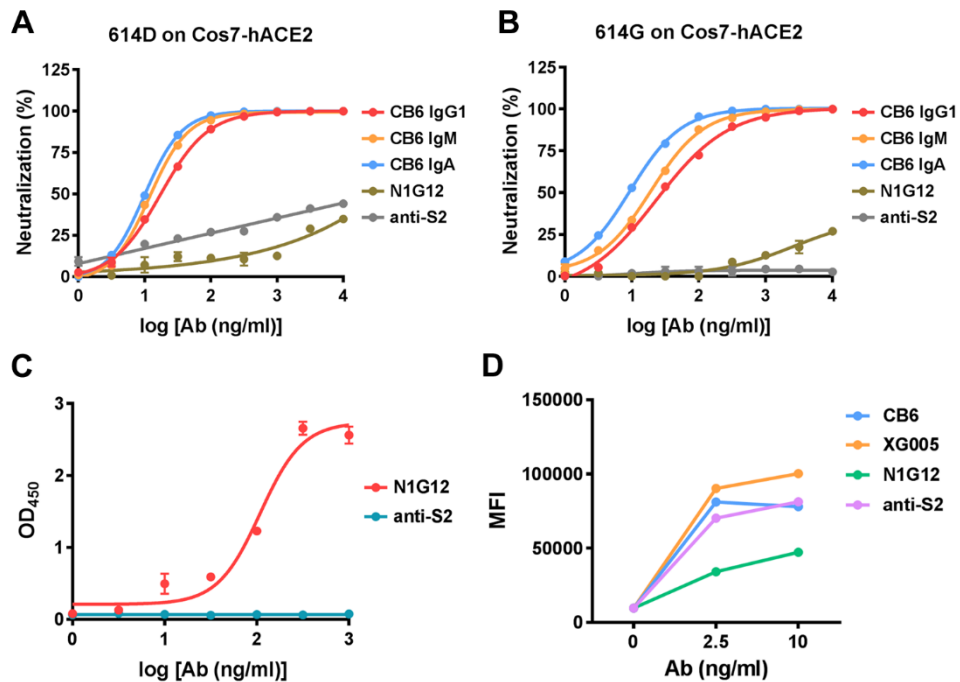 A
614D on Cos7-hACE2
Neutralization (%)
125
100
75
50
25
0
0 1 2 3 4
log [Ab (ng/ml)]
CB6 IgG1
CB6 IgM
CB6 IgA
N1G12
anti-S2
B
614G on Cos7-hACE2
Neutralization (%)
125
100
75
50
25
0
0 1 2 3 4
log [Ab (ng/ml)]
CB6 IgG1
CB6 IgM
CB6 IgA
N1G12
anti-S2
C
OD450
3
2
1
0
0 1 2 3
log [Ab (ng/ml)]
N1G12
anti-S2
D
MFI
150000
100000
50000
0
0 2.5 10
Ab (ng/ml)
CB6
XG005
N1G12
anti-S2